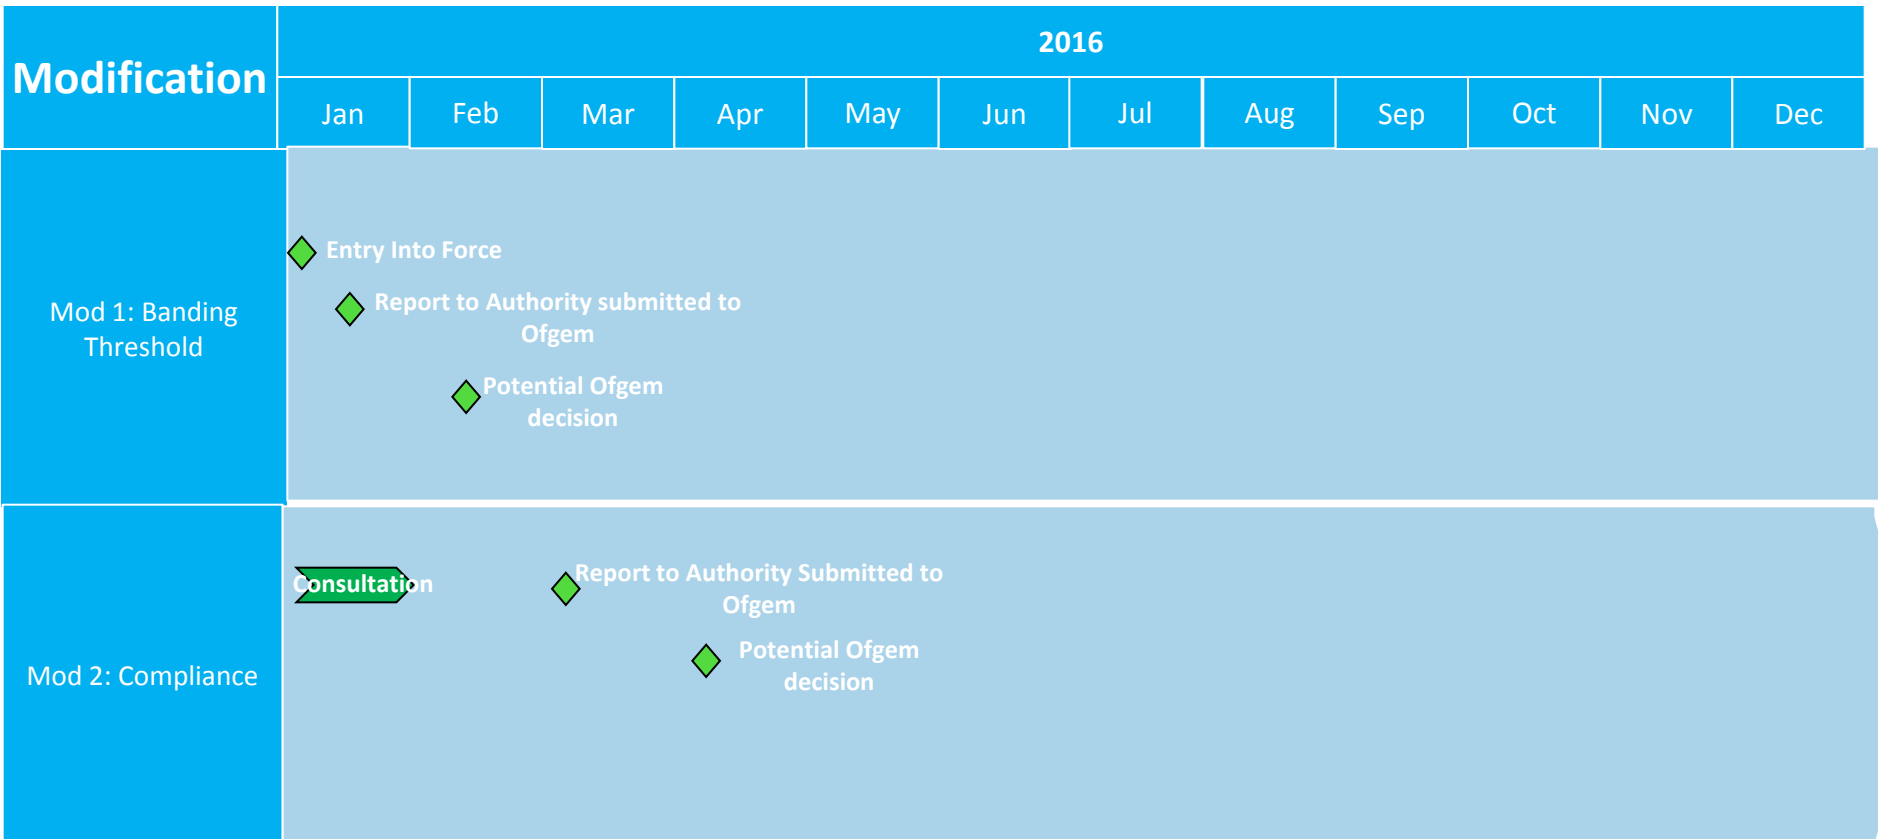 Modification
2016
Jan Feb Mar Apr May Jun Jul Aug Sep Oct Nov Dec
Mod 1: Banding
Threshold
Entry Into Force
Report to Authority submitted to
Ofgem
Potential Ofgem
decision
Mod 2: Compliance
Consultation
Report to Authority Submitted to
Ofgem
Potential Ofgem
decision